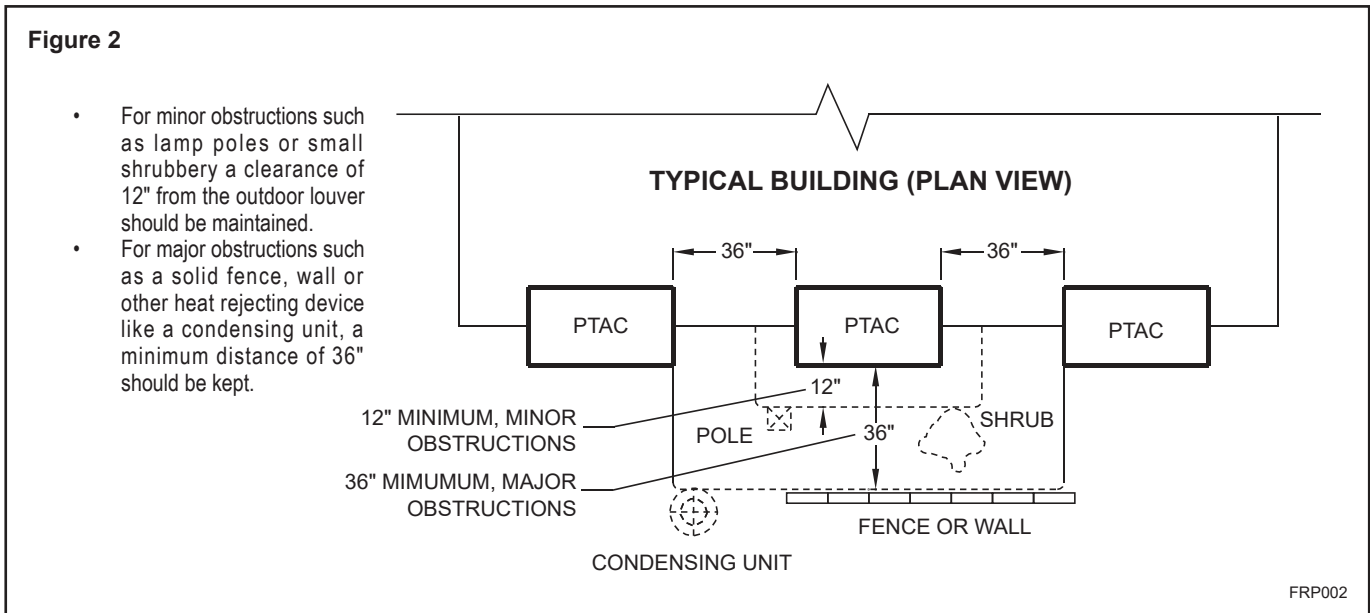 Figure 2
• For minor obstructions such
as lamp poles or small
shrubbery a clearance of
12" from the outdoor louver
should be maintained.
• For major obstructions such
as a solid fence, wall or
other heat rejecting device
like a condensing unit, a
minimum distance of 36"
should be kept.
TYPICAL BUILDING (PLAN VIEW)
36"
36"
PTAC
PTAC
PTAC
12"
12" MINIMUM, MINOR
OBSTRUCTIONS
POLE
36"
SHRUB
36" MIMUMUM, MAJOR
OBSTRUCTIONS
FENCE OR WALL
CONDENSING UNIT
FRP002